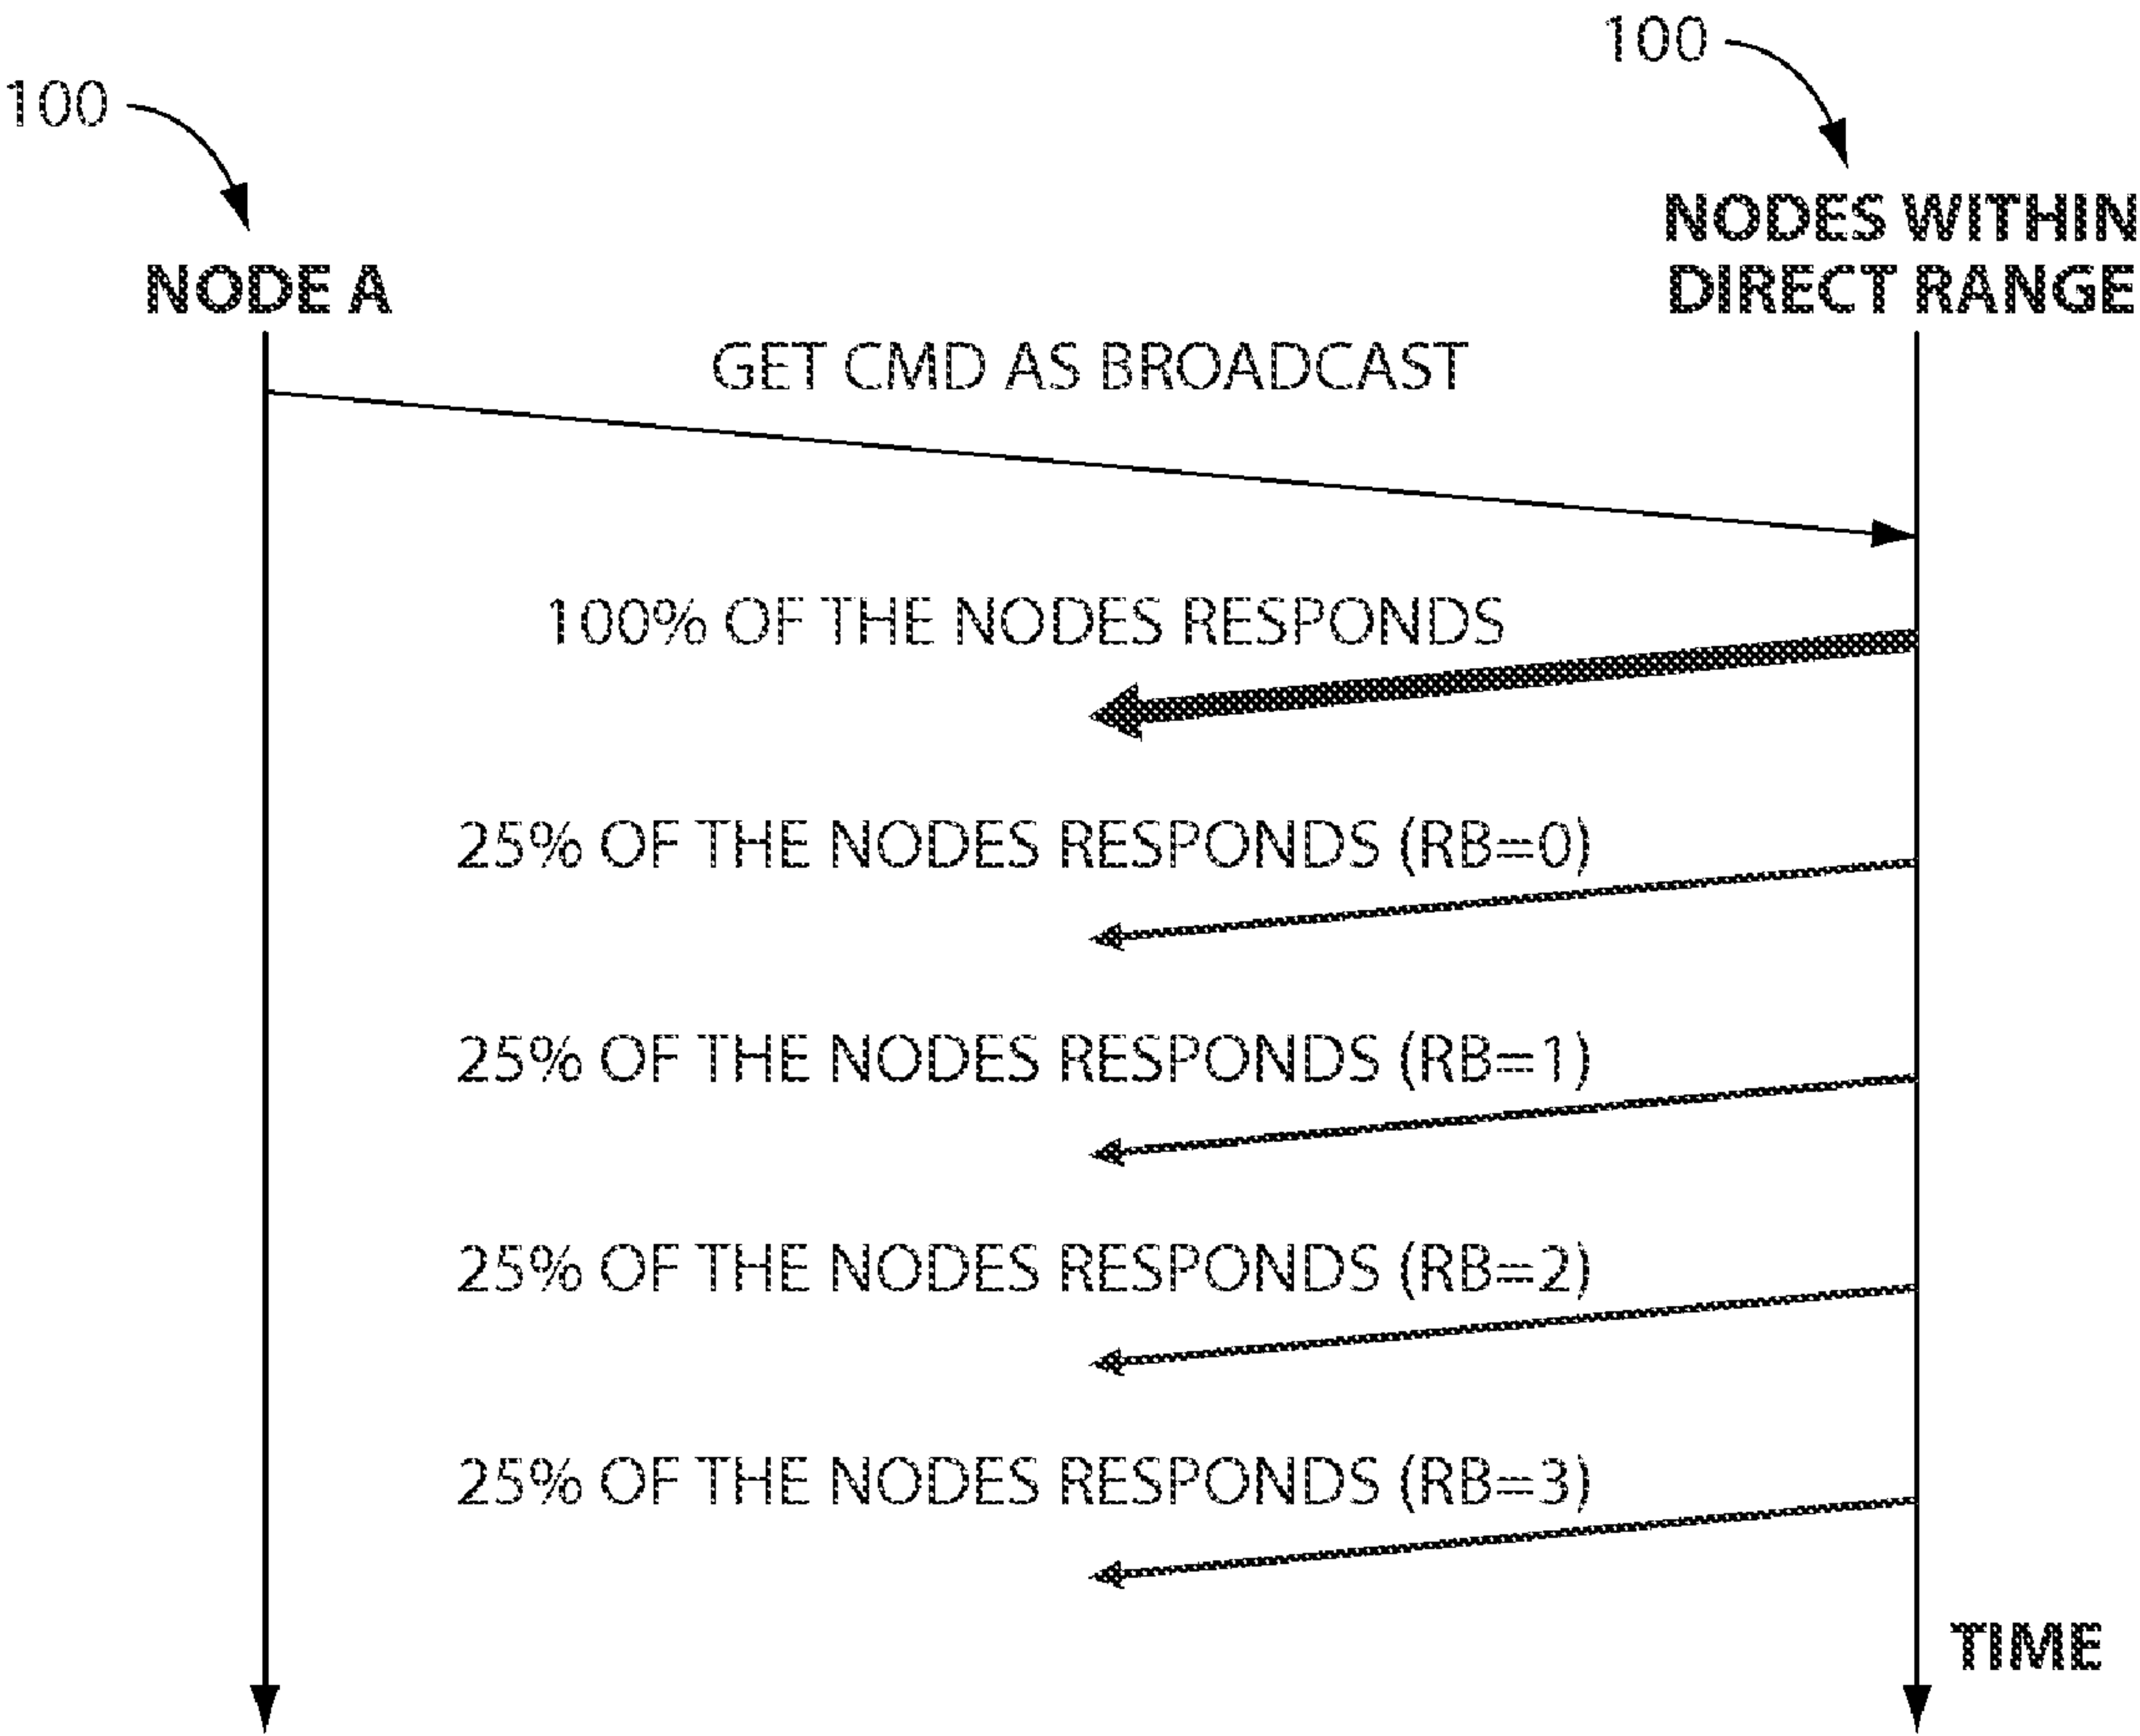 100
100
NODE A
NODES WITHIN
DIRECT RANGE
GET CMD AS BROADCAST
100% OF THE NODES RESPONDS
25% OF THE NODES RESPONDS (RB=0)
25% OF THE NODES RESPONDS (RB=1)
25% OF THE NODES RESPONDS (RB=2)
25% OF THE NODES RESPONDS (RB=3)
TIME